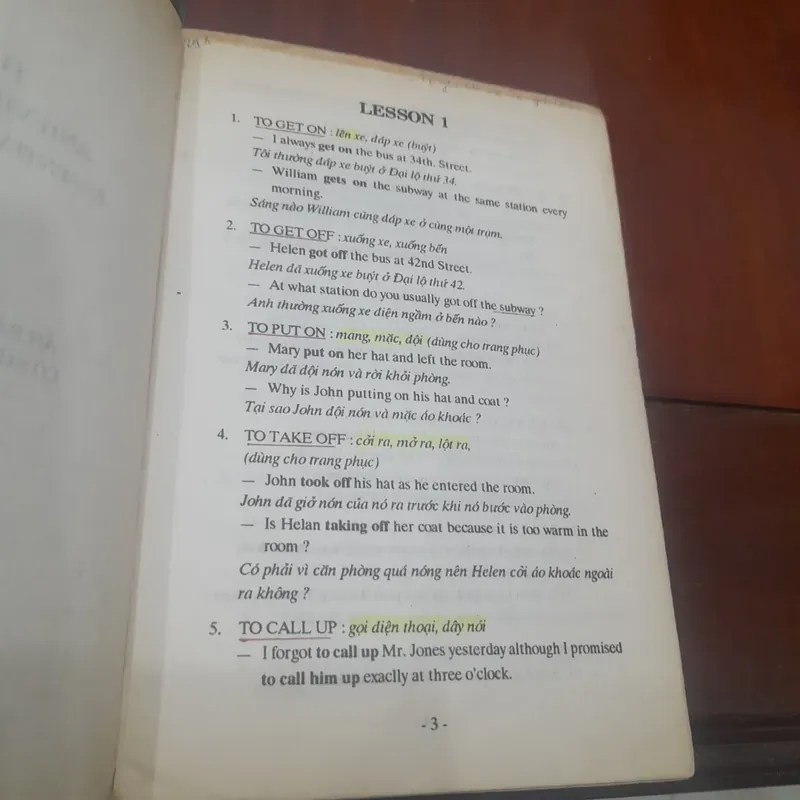 LESSON 1
1. TO GET ON : lên xe, đáp xe (buýt)
— I always get on the bus at 34th. Street.
Tôi thường đáp xe buýt ở Đại lộ thứ 34.
— William gets on the subway at the same station every
morning.
Sáng nào William cũng đáp xe ở cùng một trạm.
2. TO GET OFF : xuống xe, xuống bến
— Helen got off the bus at 42nd Street.
Helen đã xuống xe buýt ở Đại lộ thứ 42.
— At what station do you usually got off the subway ?
Anh thường xuống xe điện ngầm ở bến nào ?
3. TO PUT ON : mang, mặc, đội (dùng cho trang phục)
— Mary put on her hat and left the room.
Mary đã đội nón và rời khỏi phòng.
— Why is John putting on his hat and coat ?
Tại sao John đội nón và mặc áo khoác ?
4. TO TAKE OFF : cởi ra, mở ra, lột ra,
(dùng cho trang phục)
— John took off his hat as he entered the room.
John đã giở nón của nó ra trước khi nó bước vào phòng.
— Is Helan taking off her coat because it is too warm in the
room ?
Có phải vì căn phòng quá nóng nên Helen cởi áo khoác ngoài
ra không ?
5. TO CALL UP : gọi điện thoại, dây nói
— I forgot to call up Mr. Jones yesterday although I promised
to call him up exaclly at three o'clock.
- 3 -